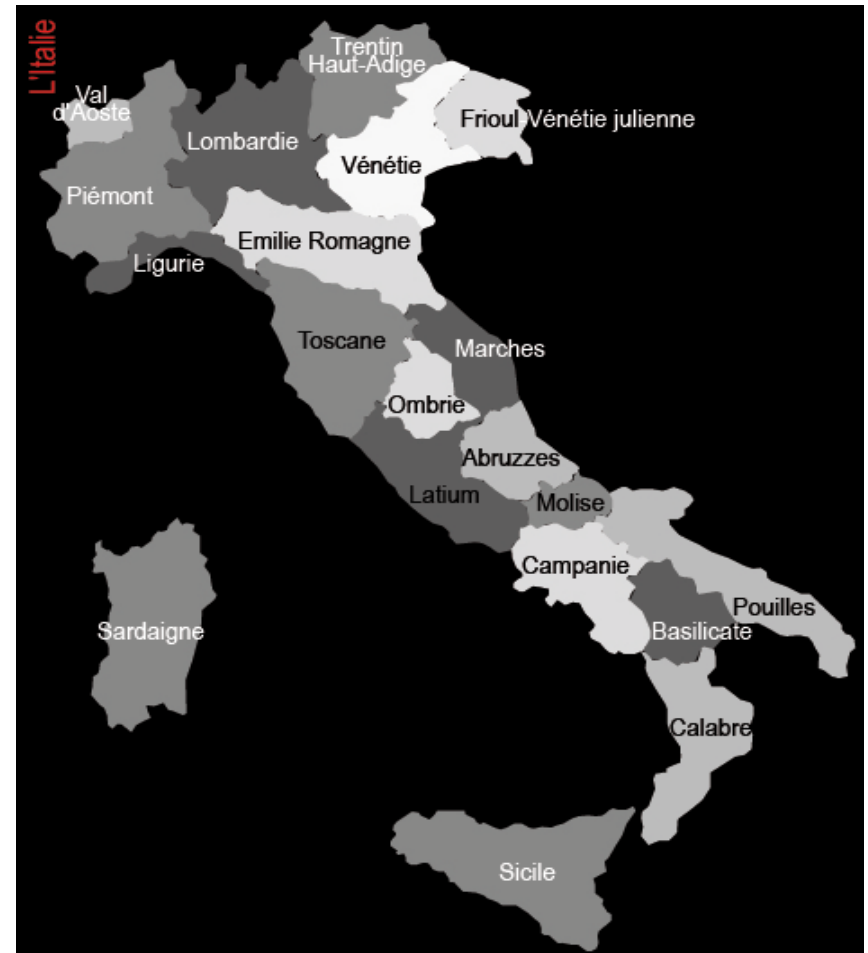 L'Italie
Trentin
Haut-Adige
Val
d'Aoste
Frioul-Vénétie julienne
Lombardie
Vénétie
Piémont
Emilie Romagne
Ligurie
Toscane
Marches
Ombrie
Abruzzes
Latium
Molise
Campanie
Pouilles
Sardaigne
Basilicate
Calabre
Sicile